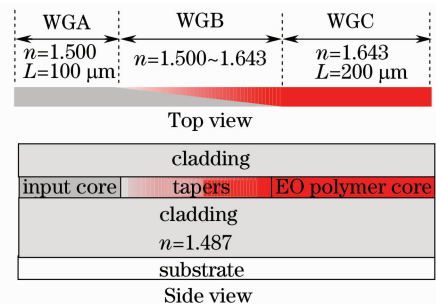 WGA WGB WGC
n=1.500 n=1.500~1.643 n=1.643
L=100 μm L=200 μm
Top view
cladding
input core tapers EO polymer core
cladding
n=1.487
substrate
Side view